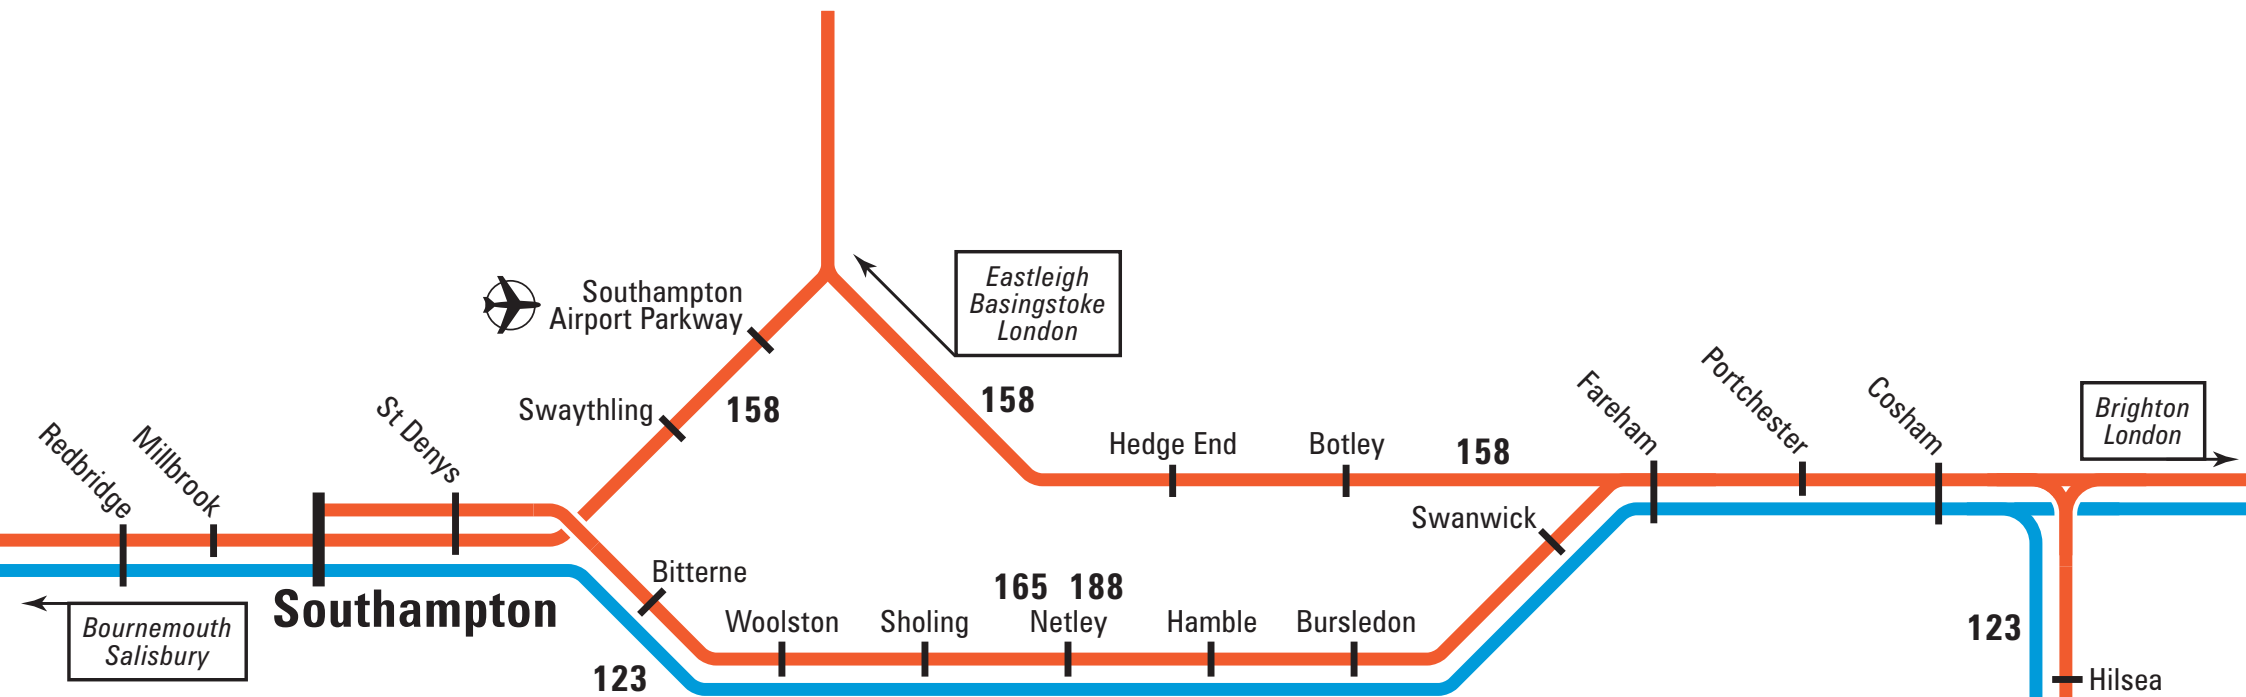 Southampton
Airport Parkway
Eastleigh
Basingstoke
London
Swaythling
158
158
Redbridge
Millbrook
St Denys
Hedge End
Botley
158
Fareham
Portchester
Cosham
Brighton
London
Swanwick
Bitterne
165 188
Southampton
Woolston
Sholing
Netley
Hamble
Bursledon
Bournemouth
Salisbury
123
123
Hilsea